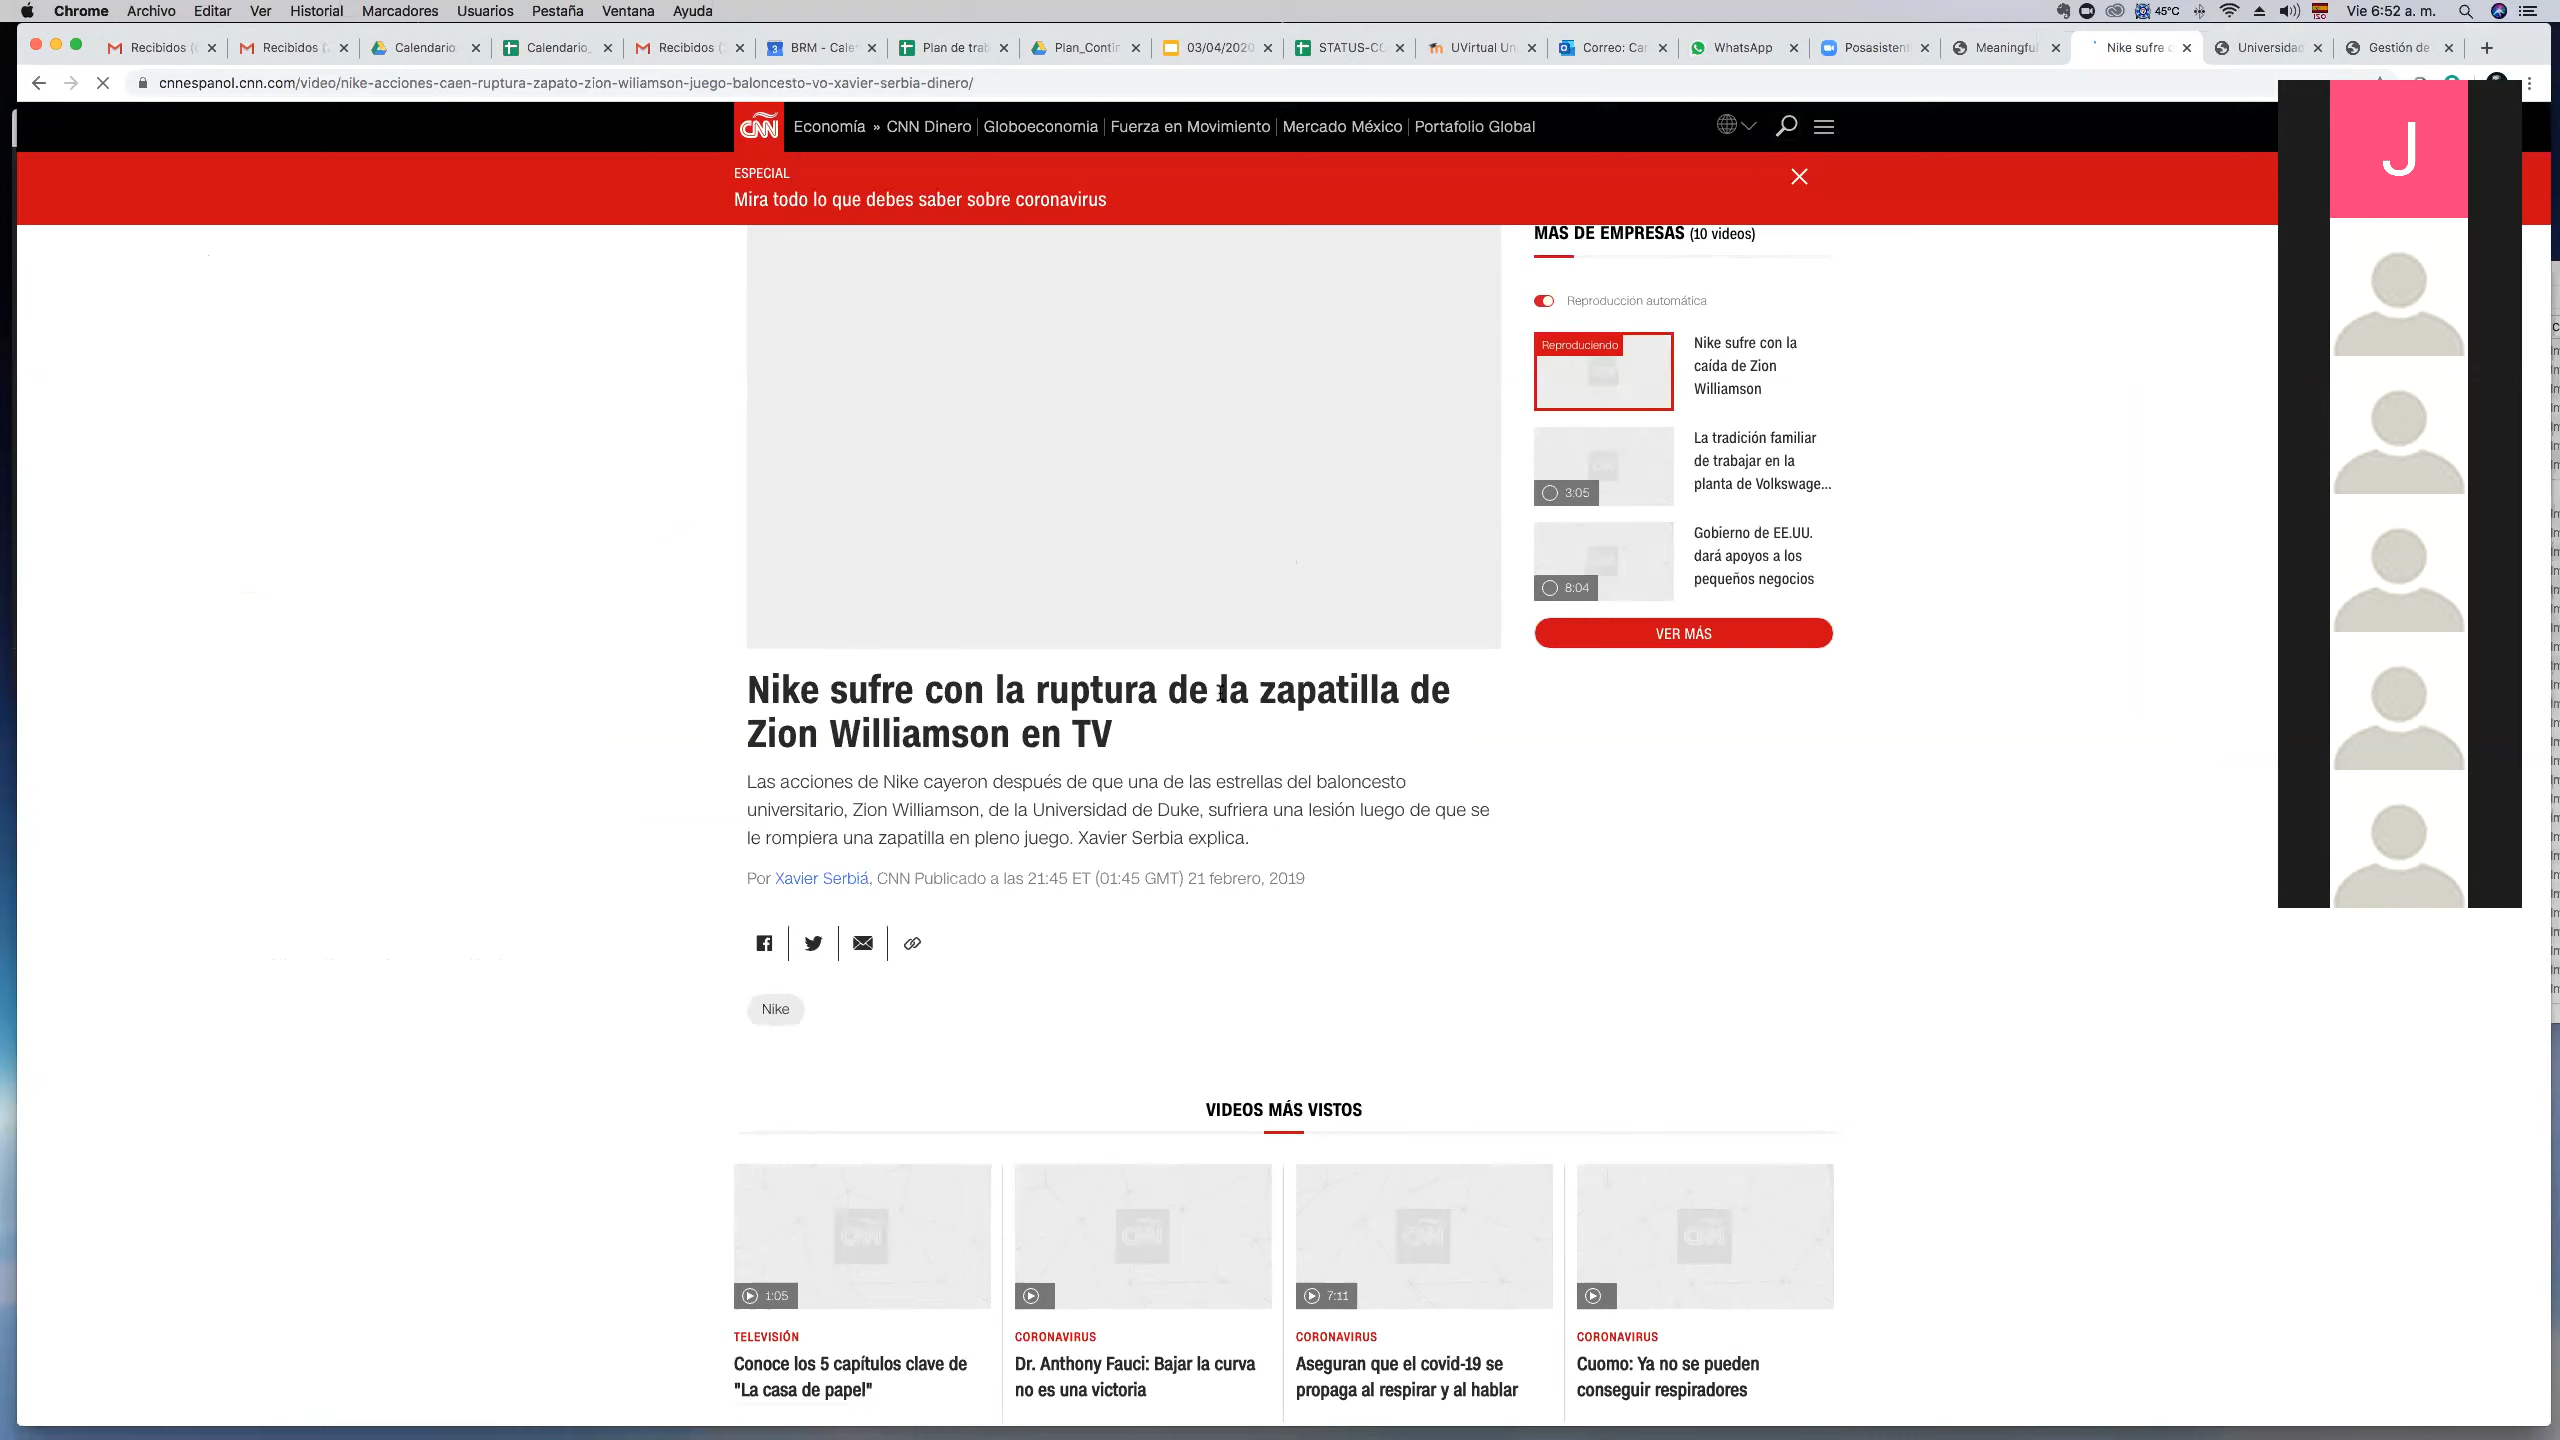 Chrome Archivo Editar Ver Historial Marcadores Usuarios Pestaña Ventana Ayuda
45°C Vie 6:52 a. m.
Recibidos
Recibidos
Calendario
Calendario_
Recibidos
BRM - Cale
Plan de trab
Plan_Contin
03/04/2020
STATUS-CO
UVirtual Un
Correo: Car
WhatsApp
Posasistent
Meaningful
Nike sufre c
Universidad
Gestión de
cnnespanol.cnn.com/video/nike-acciones-caen-ruptura-zapato-zion-wiliamson-juego-baloncesto-vo-xavier-serbia-dinero/
CNN Economía » CNN Dinero Globoeconomia Fuerza en Movimiento Mercado México Portafolio Global
ESPECIAL
Mira todo lo que debes saber sobre coronavirus
J
MÁS DE EMPRESAS (10 videos)
Reproducción automática
Reproduciendo
Nike sufre con la
caída de Zion
Williamson
La tradición familiar
de trabajar en la
planta de Volkswage...
3:05
Gobierno de EE.UU.
dará apoyos a los
pequeños negocios
8:04
VER MÁS
Nike sufre con la ruptura de la zapatilla de
Zion Williamson en TV
Las acciones de Nike cayeron después de que una de las estrellas del baloncesto
universitario, Zion Williamson, de la Universidad de Duke, sufriera una lesión luego de que se
le rompiera una zapatilla en pleno juego. Xavier Serbia explica.
Por Xavier Serbiá, CNN Publicado a las 21:45 ET (01:45 GMT) 21 febrero, 2019
Nike
VIDEOS MÁS VISTOS
1:05
7:11
TELEVISIÓN
Conoce los 5 capítulos clave de
"La casa de papel"
CORONAVIRUS
Dr. Anthony Fauci: Bajar la curva
no es una victoria
CORONAVIRUS
Aseguran que el covid-19 se
propaga al respirar y al hablar
CORONAVIRUS
Cuomo: Ya no se pueden
conseguir respiradores